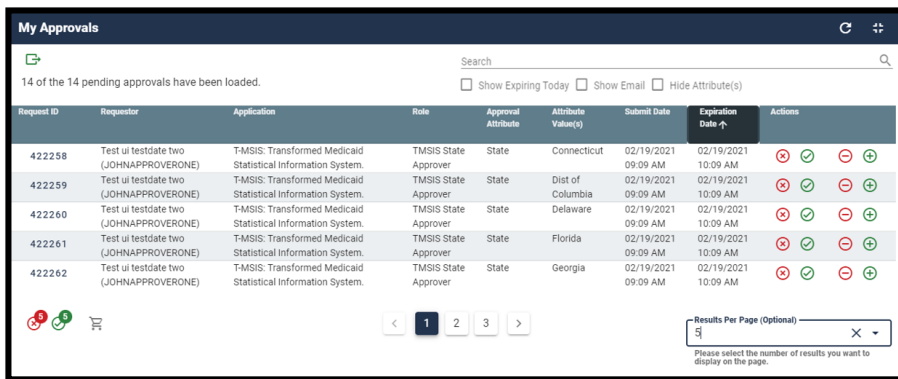 My Approvals
Search
14 of the 14 pending approvals have been loaded.
Show Expiring Today Show Email Hide Attribute(s)
Request ID Requestor Application Role Approval Attribute Attribute Value(s) Submit Date Expiration Date Actions
422258 Test ui testdate two T-MSIS: Transformed Medicaid TMSIS State State Connecticut 02/19/2021 02/19/2021
(JOHNAPPROVERONE) Statistical Information System. Approver 09:09 AM 10:09 AM
422259 Test ui testdate two T-MSIS: Transformed Medicaid TMSIS State State Dist of 02/19/2021 02/19/2021
(JOHNAPPROVERONE) Statistical Information System. Approver Columbia 09:09 AM 10:09 AM
422260 Test ui testdate two T-MSIS: Transformed Medicaid TMSIS State State Delaware 02/19/2021 02/19/2021
(JOHNAPPROVERONE) Statistical Information System. Approver 09:09 AM 10:09 AM
422261 Test ui testdate two T-MSIS: Transformed Medicaid TMSIS State State Florida 02/19/2021 02/19/2021
(JOHNAPPROVERONE) Statistical Information System. Approver 09:09 AM 10:09 AM
422262 Test ui testdate two T-MSIS: Transformed Medicaid TMSIS State State Georgia 02/19/2021 02/19/2021
(JOHNAPPROVERONE) Statistical Information System. Approver 09:09 AM 10:09 AM
5 5
< 1 2 3 >
Results Per Page (Optional)
5
Please select the number of results you want to
display on the page.